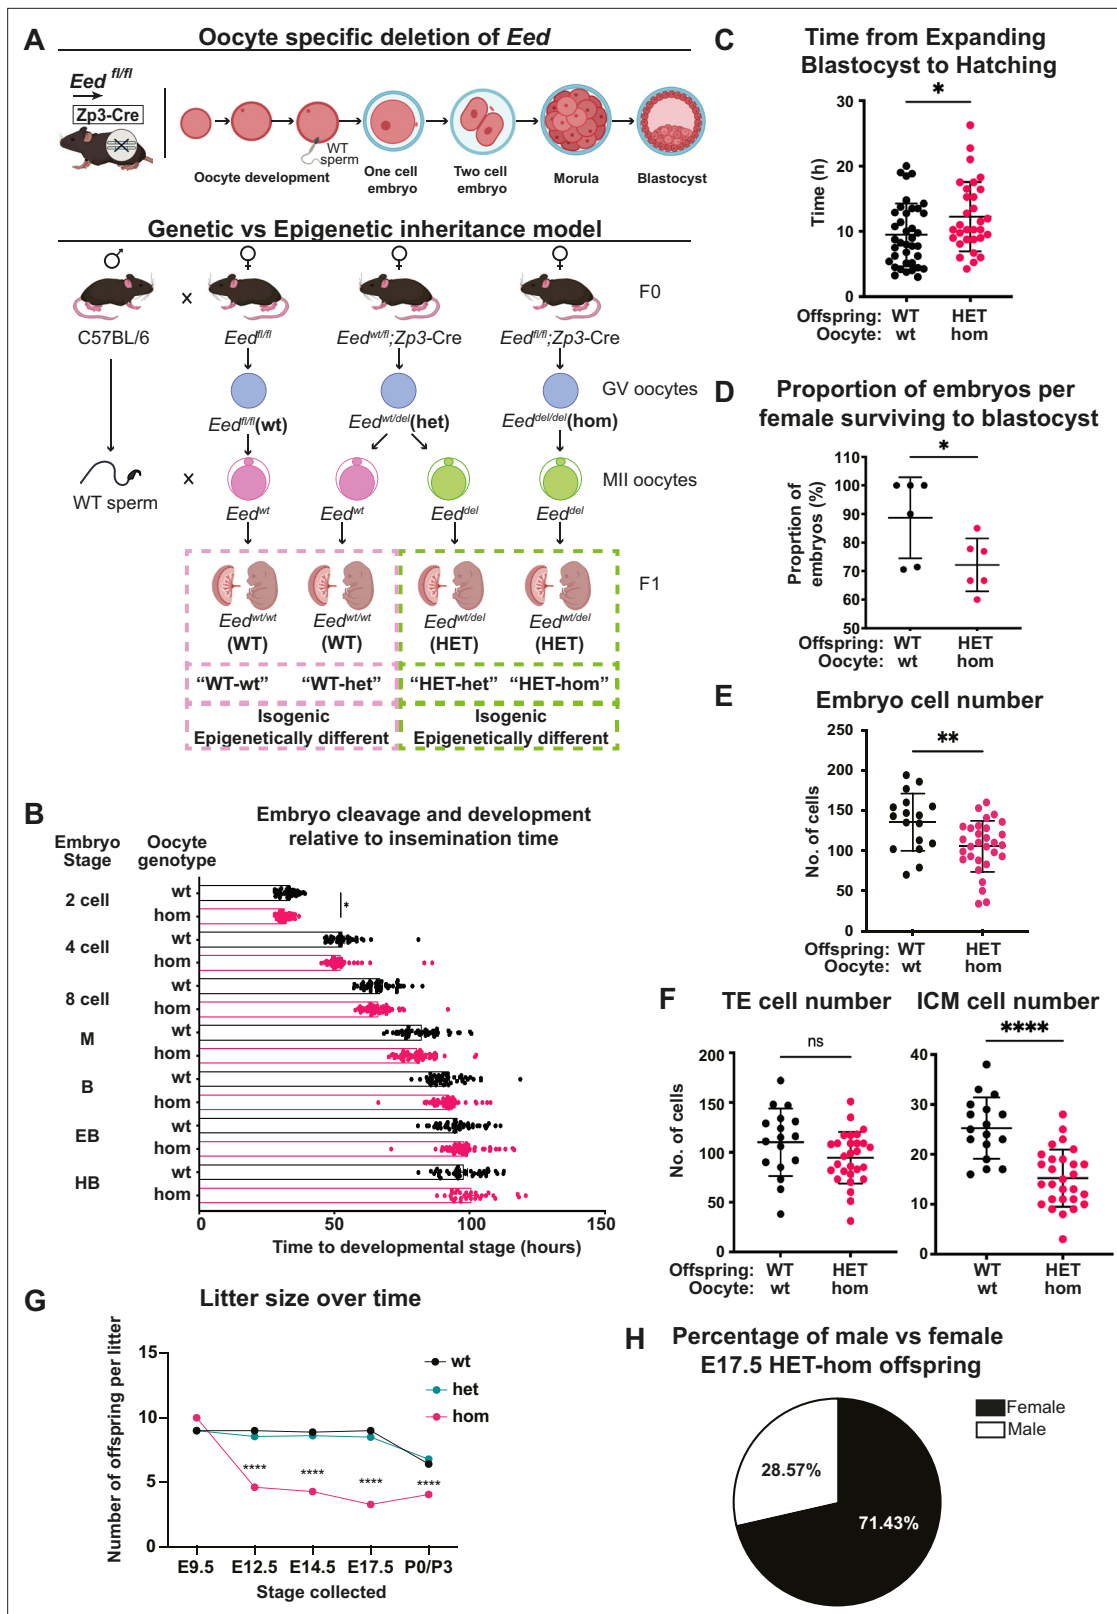 A
Oocyte specific deletion of Eed
Eed fl/fl
Zp3-Cre
WT
sperm
Oocyte development
One cell
embryo
Two cell
embryo
Morula
Blastocyst
Genetic vs Epigenetic inheritance model
♂ ♀ ♀ ♀
x
F0
C57BL/6
Eedfl/fl
Eedwt/fl;Zp3-Cre
Eedfl/fl;Zp3-Cre
GV oocytes
Eedfl/fl(wt)
Eedwt/del(het)
Eeddel/del(hom)
WT sperm
x
MII oocytes
Eedwt
Eedwt
Eeddel
Eeddel
F1
Eedwt/wt
(WT)
Eedwt/wt
(WT)
Eedwt/del
(HET)
Eedwt/del
(HET)
“WT-wt”
“WT-het”
“HET-het”
“HET-hom”
Isogenic
Epigenetically different
Isogenic
Epigenetically different
B
Embryo cleavage and development
relative to insemination time
Embryo
Stage
Oocyte
genotype
2 cell
wt
hom
*
4 cell
wt
hom
8 cell
wt
hom
M
wt
hom
B
wt
hom
EB
wt
hom
HB
wt
hom
0 50 100 150
Time to developmental stage (hours)
C
Time from Expanding
Blastocyst to Hatching
*
Time (h)
30
20
10
0
Offspring: WT HET
Oocyte: wt hom
D
Proportion of embryos per
female surviving to blastocyst
*
Proprtion of
embryos (%)
110
100
90
80
70
60
50
Offspring: WT HET
Oocyte: wt hom
E
Embryo cell number
**
No. of cells
250
200
150
100
50
0
Offspring: WT HET
Oocyte: wt hom
F
TE cell number
ns
No. of cells
200
150
100
50
0
Offspring: WT HET
Oocyte: wt hom
ICM cell number
****
40
30
20
10
0
WT HET
wt hom
G
Litter size over time
Number of offspring per litter
15
10
5
0
wt
het
hom
**** **** **** ****
E9.5 E12.5 E14.5 E17.5 P0/P3
Stage collected
H
Percentage of male vs female
E17.5 HET-hom offspring
Female
Male
28.57%
71.43%